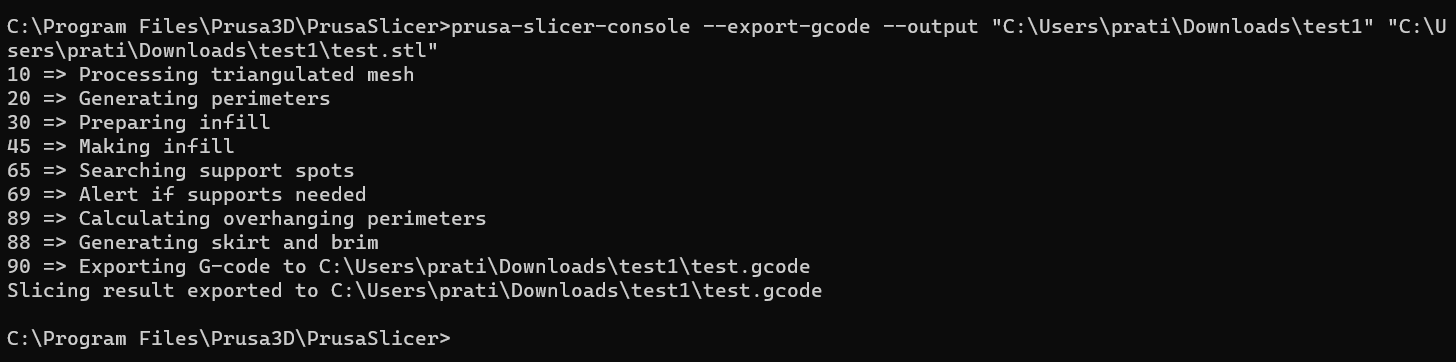 C:\Program Files\Prusa3D\PrusaSlicer>prusa-slicer-console --export-gcode --output "C:\Users\prati\Downloads\test1" "C:\U
sers\prati\Downloads\test1\test.stl"
10 => Processing triangulated mesh
20 => Generating perimeters
30 => Preparing infill
45 => Making infill
65 => Searching support spots
69 => Alert if supports needed
89 => Calculating overhanging perimeters
88 => Generating skirt and brim
90 => Exporting G-code to C:\Users\prati\Downloads\test1\test.gcode
Slicing result exported to C:\Users\prati\Downloads\test1\test.gcode
C:\Program Files\Prusa3D\PrusaSlicer>